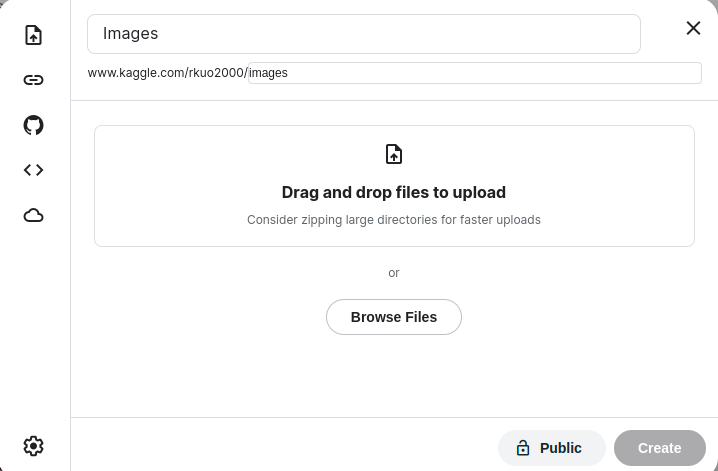 Images
www.kaggle.com/rkuo2000/images
Drag and drop files to upload
Consider zipping large directories for faster uploads
or
Browse Files
Public
Create